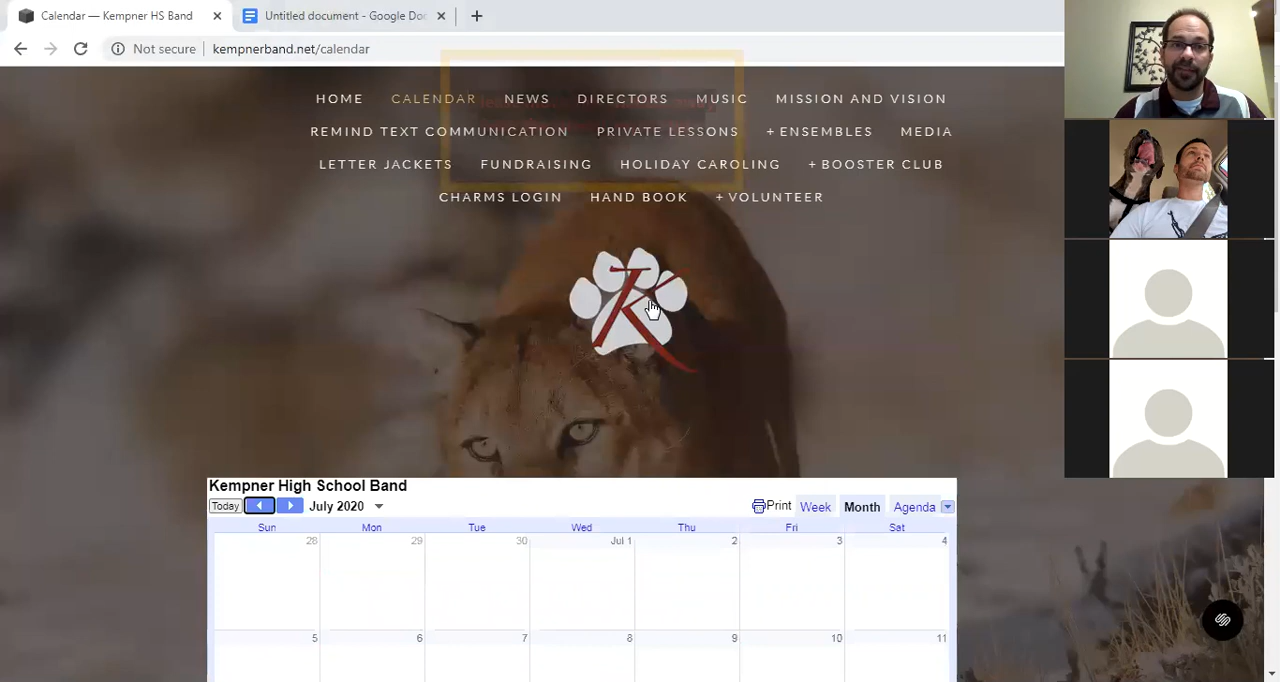 Calendar — Kempner HS Band
Untitled document - Google Doc
Not secure kempnerband.net/calendar
HOME CALENDAR NEWS DIRECTORS MUSIC MISSION AND VISION
REMIND TEXT COMMUNICATION PRIVATE LESSONS + ENSEMBLES MEDIA
LETTER JACKETS FUNDRAISING HOLIDAY CAROLING + BOOSTER CLUB
CHARMS LOGIN HAND BOOK + VOLUNTEER
K
Kempner High School Band
Today July 2020 Print Week Month Agenda
Sun Mon Tue Wed Thu Fri Sat
28 29 30 Jul 1 2 3 4
5 6 7 8 9 10 11